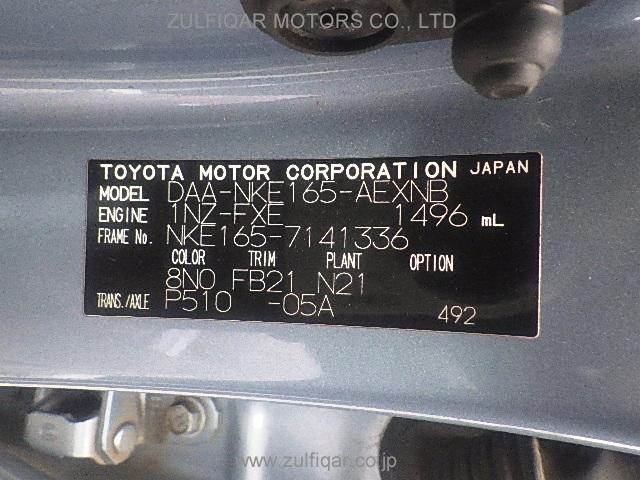 ZULFIQAR MOTORS CO., LTD
TOYOTA MOTOR CORPORATION JAPAN
MODEL DAA-NKE165-AEXNB
ENGINE 1NZ-FXE 1496 mL
FRAME No. NKE165-7141336
COLOR TRIM PLANT OPTION
8N0 FB21 N21
TRANS./AXLE P510 -05A
492
www.zulfiqar.co.jp